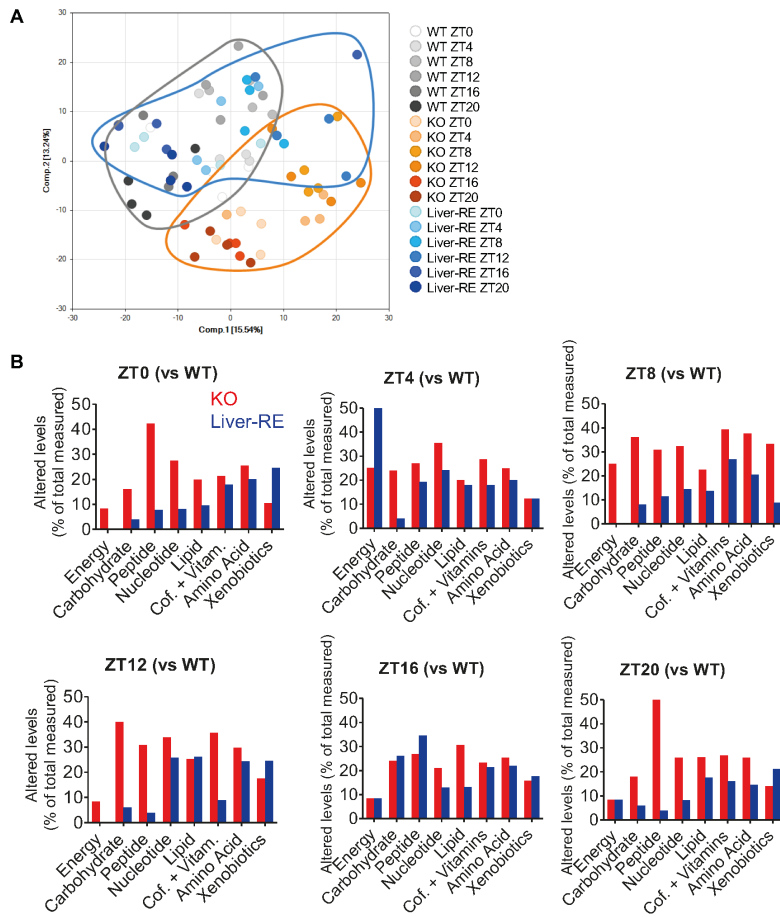 A
30
20
10
0
-10
-20
-30
Comp.2 [13.24%]
-30
-20
-10
0
10
20
30
Comp.1 [15.54%]
WT ZT0
WT ZT4
WT ZT8
WT ZT12
WT ZT16
WT ZT20
KO ZT0
KO ZT4
KO ZT8
KO ZT12
KO ZT16
KO ZT20
Liver-RE ZT0
Liver-RE ZT4
Liver-RE ZT8
Liver-RE ZT12
Liver-RE ZT16
Liver-RE ZT20
B
ZT0 (vs WT)
KO
Liver-RE
Altered levels
(% of total measured)
50
40
30
20
10
0
Energy
Carbohydrate
Peptide
Nucleotide
Lipid
Cof. + Vitam.
Amino Acid
Xenobiotics
ZT4 (vs WT)
Altered levels
(% of total measured)
50
40
30
20
10
0
Energy
Carbohydrate
Peptide
Nucleotide
Lipid
Cof. + Vitamins
Amino Acid
Xenobiotics
ZT8 (vs WT)
Altered levels (% of total measured)
50
40
30
20
10
0
Energy
Carbohydrate
Peptide
Nucleotide
Lipid
Cof. + Vitamins
Amino Acid
Xenobiotics
ZT12 (vs WT)
Altered levels
(% of total measured)
50
40
30
20
10
0
Energy
Carbohydrate
Peptide
Nucleotide
Lipid
Cof. + Vitam.
Amino Acid
Xenobiotics
ZT16 (vs WT)
Altered levels (% of total measured)
50
40
30
20
10
0
Energy
Carbohydrate
Peptide
Nucleotide
Lipid
Cof. + Vitamins
Amino Acid
Xenobiotics
ZT20 (vs WT)
Altered levels (% of total measured)
50
40
30
20
10
0
Energy
Carbohydrate
Peptide
Nucleotide
Lipid
Cof. + Vitamins
Amino Acid
Xenobiotics